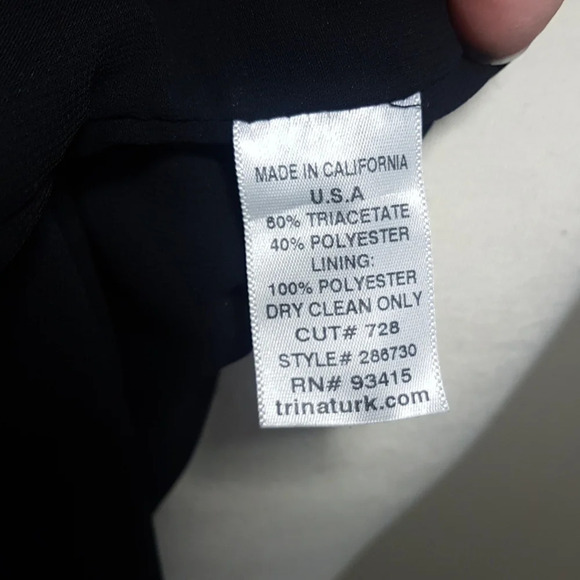 MADE IN CALIFORNIA
U.S.A
60% TRIACETATE
40% POLYESTER
LINING:
100% POLYESTER
DRY CLEAN ONLY
CUT# 728
STYLE# 286730
RN# 93415
trinaturk.com